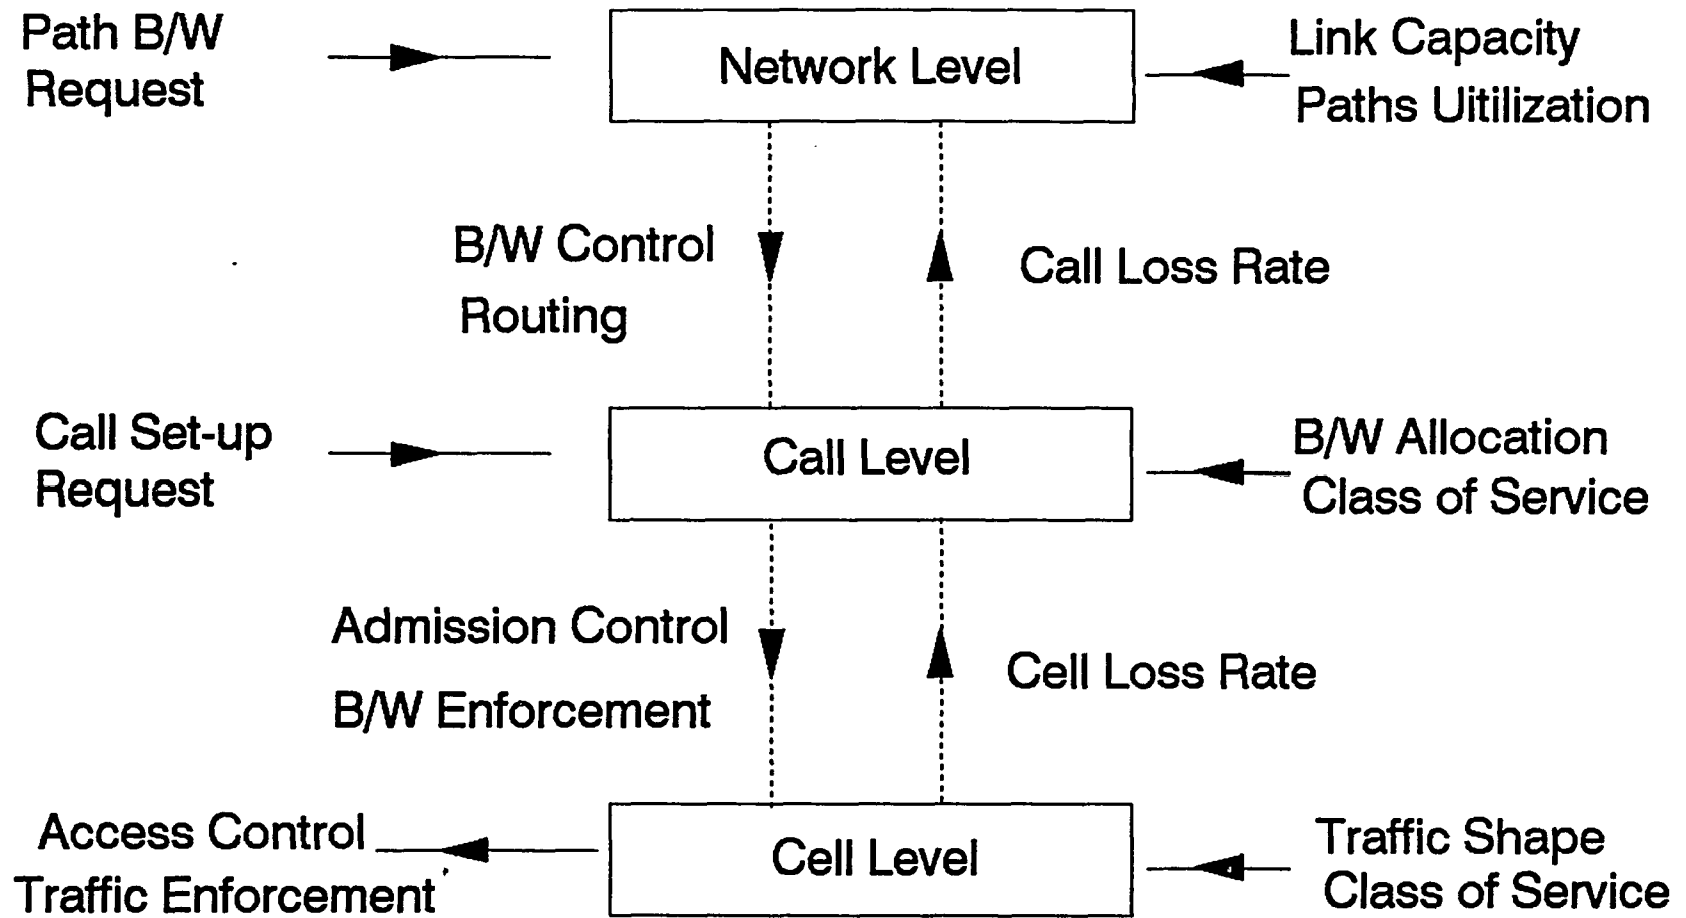 Path B/W
Request
Network Level
Link Capacity
Paths Uitilization
B/W Control
Routing
Call Loss Rate
Call Set-up
Request
Call Level
B/W Allocation
Class of Service
Admission Control
B/W Enforcement
Cell Loss Rate
Access Control
Traffic Enforcement
Cell Level
Traffic Shape
Class of Service